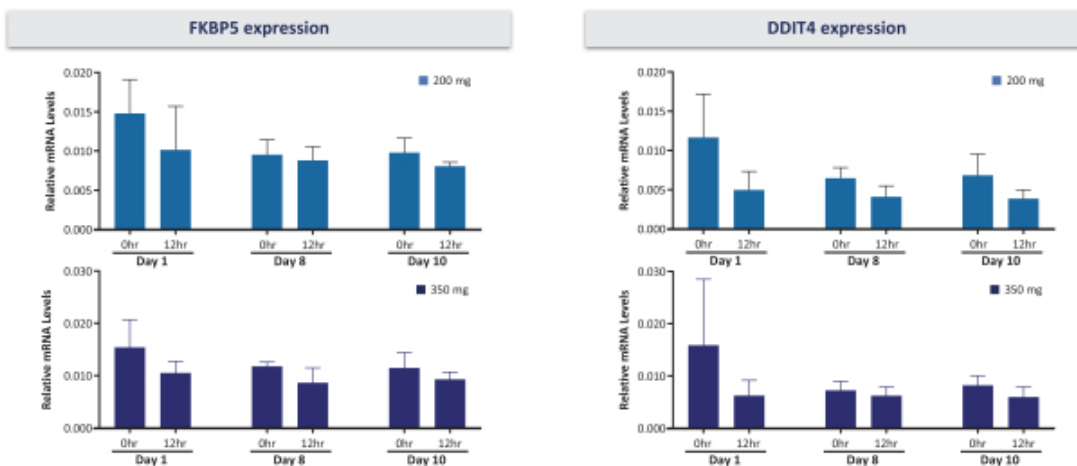 FKBP5 expression
Relative mRNA Levels
0.020
0.015
0.010
0.005
0.000
200 mg
0hr 12hr 0hr 12hr 0hr 12hr
Day 1 Day 8 Day 10
Relative mRNA Levels
0.030
0.020
0.010
0.000
350 mg
0hr 12hr 0hr 12hr 0hr 12hr
Day 1 Day 8 Day 10
DDIT4 expression
Relative mRNA Levels
0.020
0.015
0.010
0.005
0.000
200 mg
0hr 12hr 0hr 12hr 0hr 12hr
Day 1 Day 8 Day 10
Relative mRNA Levels
0.030
0.020
0.010
0.000
350 mg
0hr 12hr 0hr 12hr 0hr 12hr
Day 1 Day 8 Day 10